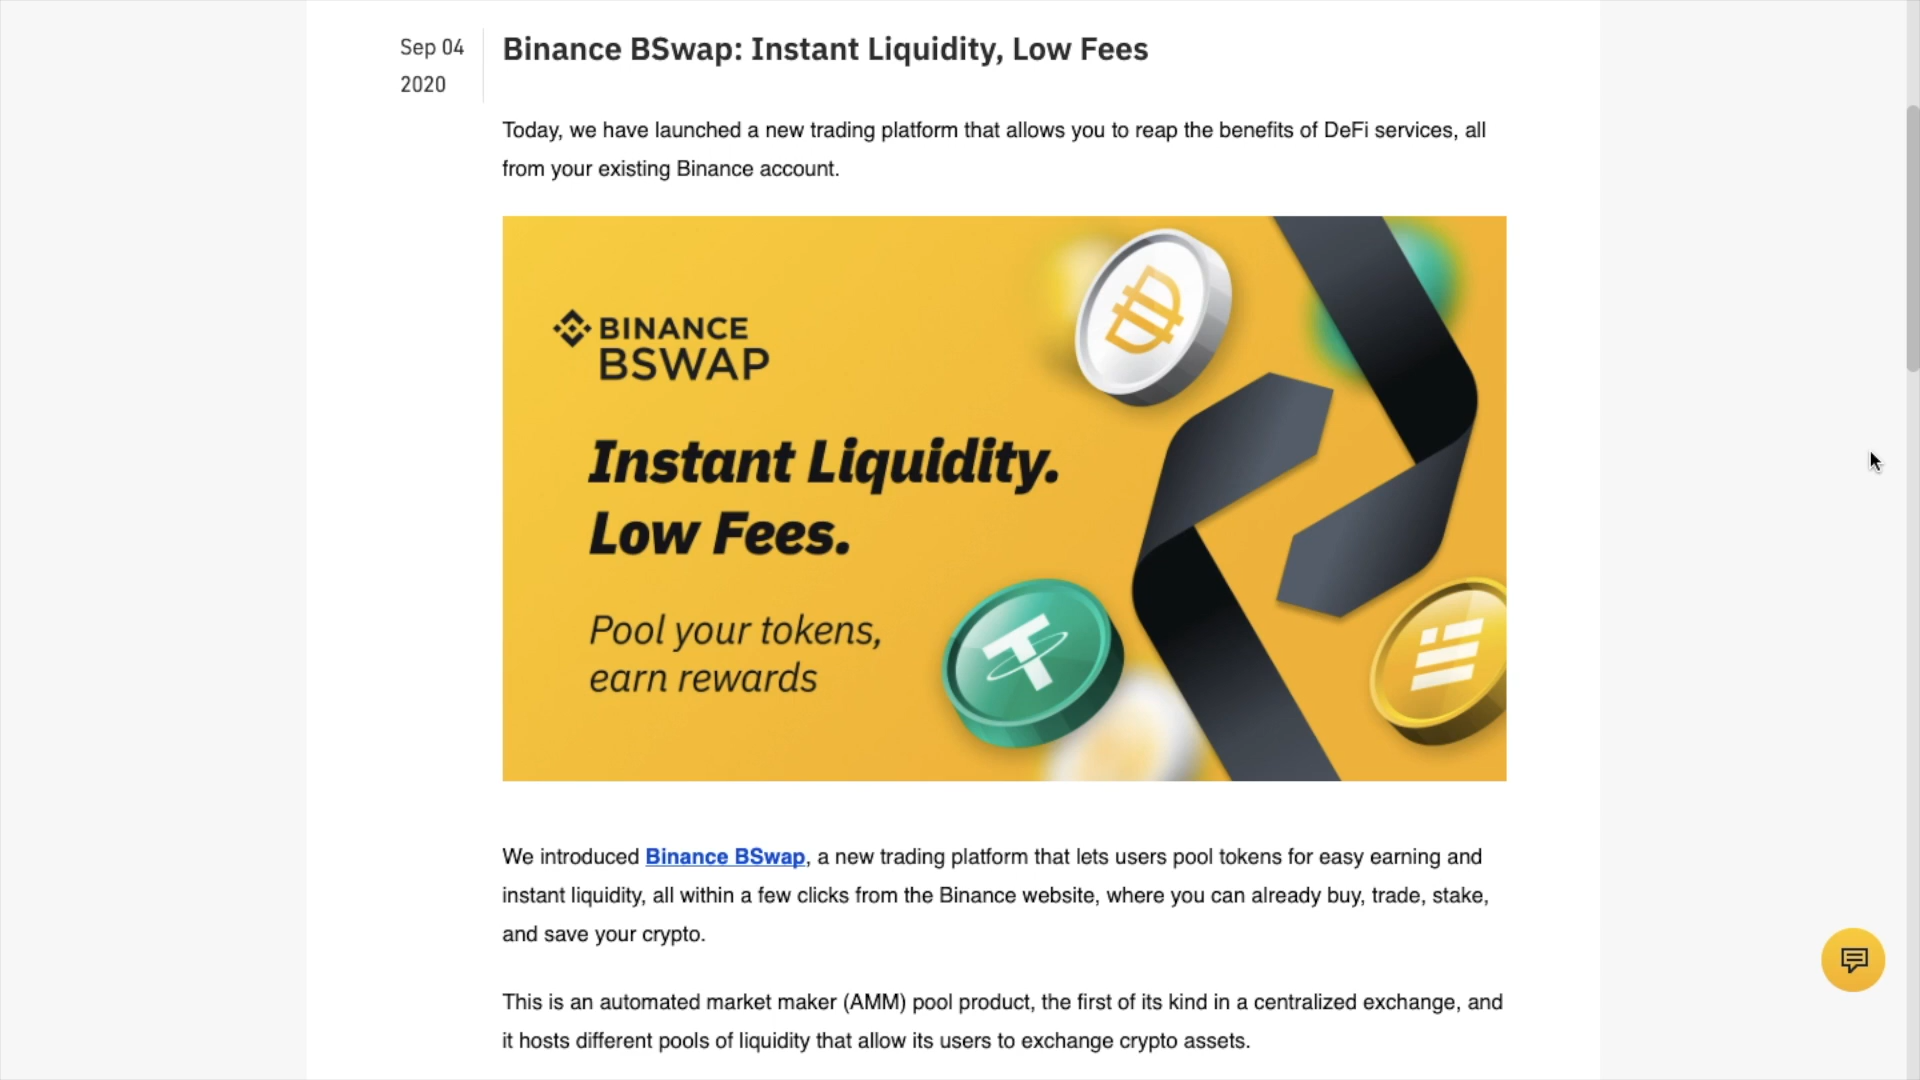 Sep 04
2020
Binance BSwap: Instant Liquidity, Low Fees
Today, we have launched a new trading platform that allows you to reap the benefits of DeFi services, all
from your existing Binance account.
BINANCE
BSWAP
Instant Liquidity.
Low Fees.
Pool your tokens,
earn rewards
We introduced Binance BSwap, a new trading platform that lets users pool tokens for easy earning and
instant liquidity, all within a few clicks from the Binance website, where you can already buy, trade, stake,
and save your crypto.
This is an automated market maker (AMM) pool product, the first of its kind in a centralized exchange, and
it hosts different pools of liquidity that allow its users to exchange crypto assets.